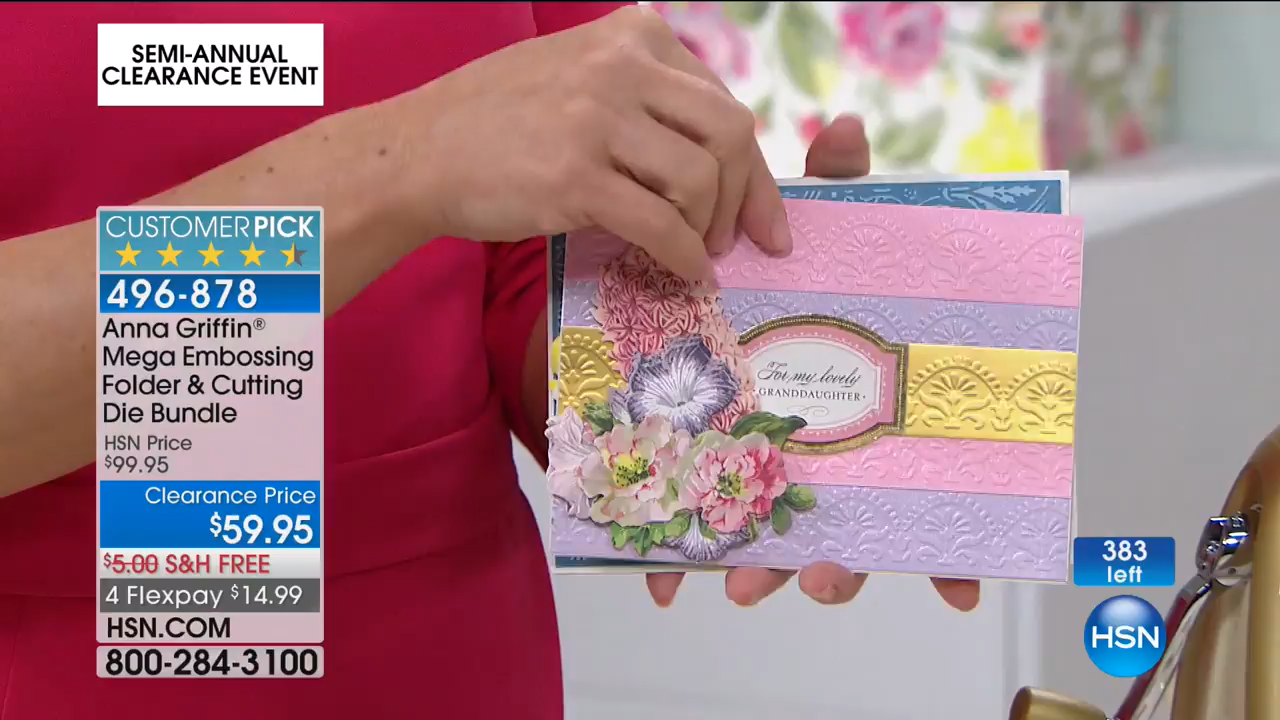 SEMI-ANNUAL
CLEARANCE EVENT
CUSTOMER PICK
496-878
Anna Griffin®
Mega Embossing
Folder & Cutting
Die Bundle
HSN Price
$99.95
Clearance Price
$59.95
$5.00 S&H FREE
4 Flexpay $14.99
HSN.COM
800-284-3100
For my lovely
GRANDDAUGHTER
383
left
HSN